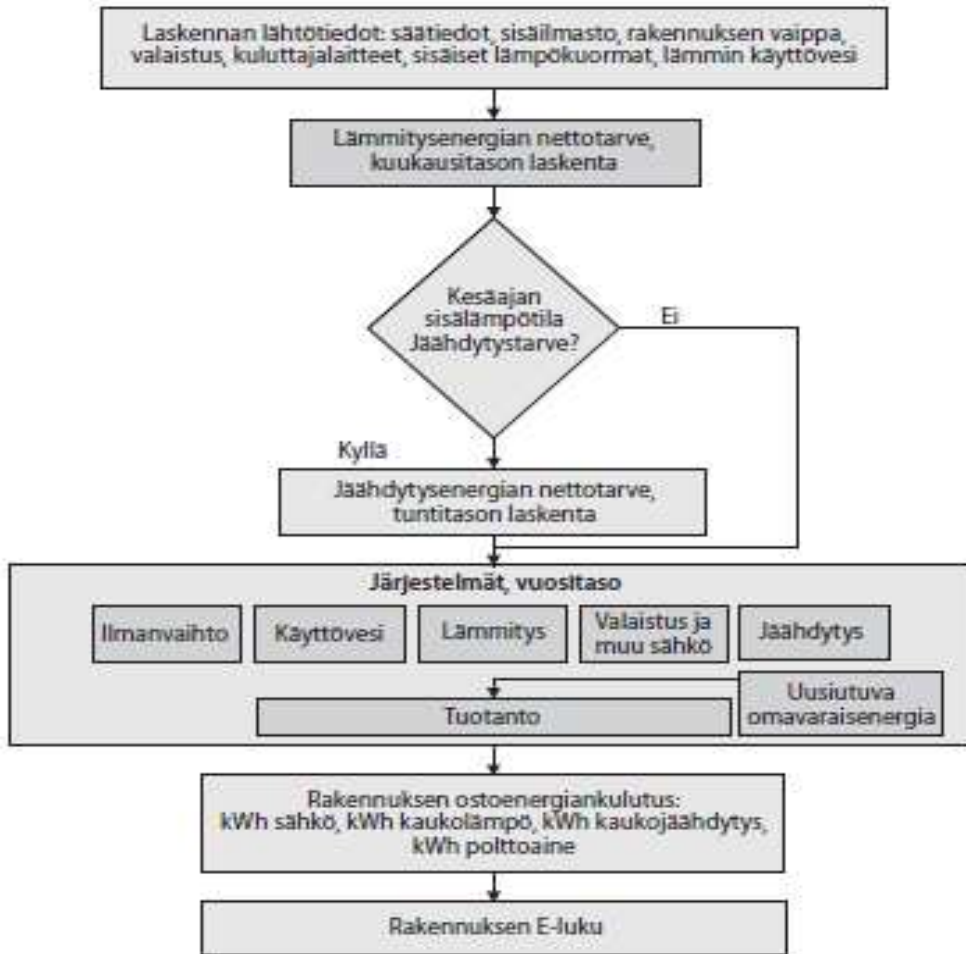 Laskennan lähtötiedot: säätiedot, sisäilmasto, rakennuksen vaippa,
valaistus, kuluttajalaitteet, sisäiset lämpökuormat, lämmin käyttövesi
Lämmitysenergian nettotarve,
kuukausitason laskenta
Kesäajan
sisälämpötila
Jäähdytystarve?
Ei
Kyllä
Jäähdytysenergian nettotarve,
tuntitason laskenta
Järjestelmät, vuositaso
Ilmanvaihto
Käyttövesi
Lämmitys
Valaistus ja
muu sähkö
Jäähdytys
Uusiutuva
omavaraisenergia
Tuotanto
Rakennuksen ostoenergiankulutus:
kWh sähkö, kWh kaukolämpö, kWh kaukojäähdytys,
kWh polttoaine
Rakennuksen E-luku